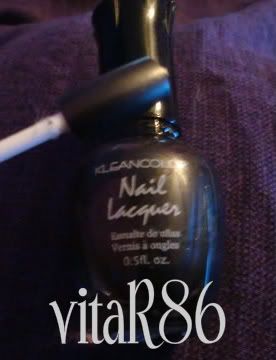 KLEANCOLOR
Nail
Lacquer
Esmalte de uñas
Vernis à ongles
0.5fl. oz.
vitaR86